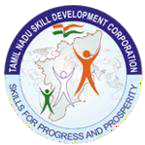 TAMIL NADU SKILL DEVELOPMENT CORPORATION
SKILLS FOR PROGRESS AND PROSPERITY